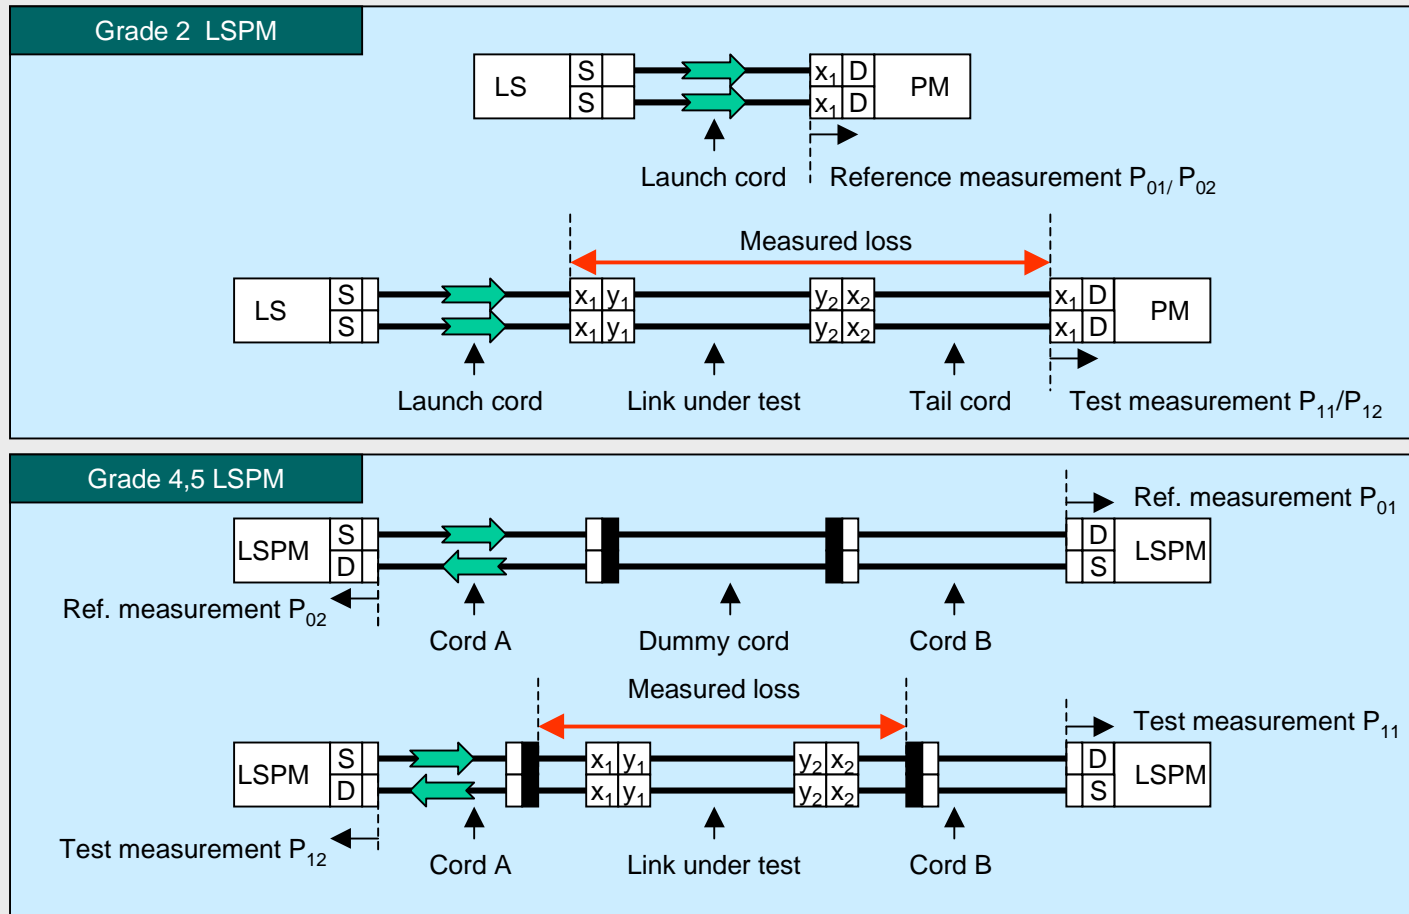 Grade 2 LSPM
LS S x₁ D PM
S x₁ D
Launch cord Reference measurement P₀₁/ P₀₂
Measured loss
LS S x₁ y₁ y₂ x₂ x₁ D PM
S x₁ y₁ y₂ x₂ x₁ D
Launch cord Link under test Tail cord Test measurement P₁₁/P₁₂
Grade 4,5 LSPM
Ref. measurement P₀₁
LSPM S D LSPM
D S
Ref. measurement P₀₂
Cord A Dummy cord Cord B
Measured loss
Test measurement P₁₁
LSPM S x₁ y₁ y₂ x₂ D LSPM
D x₁ y₁ y₂ x₂ S
Test measurement P₁₂ Cord A Link under test Cord B